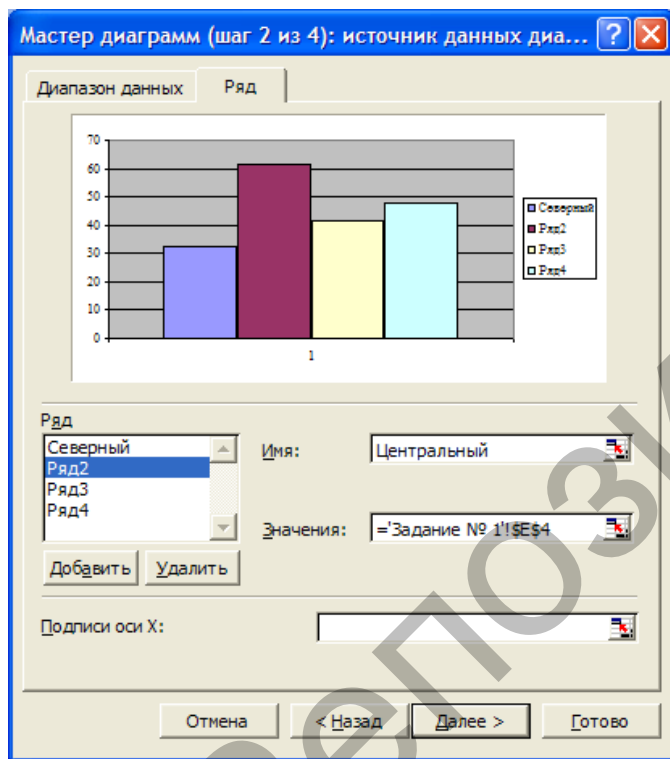 Мастер диаграмм (шаг 2 из 4): источник данных диа... ?
Диапазон данных Ряд
70
60
50
40
30
20
10
0
1
Северный
Ряд2
Ряд3
Ряд4
Ряд
Северный
Ряд2
Ряд3
Ряд4
Имя: Центральный
Значения: ='Задание № 1'!$E$4
Добавить Удалить
Подписи оси X:
Отмена < Назад Далее > Готово